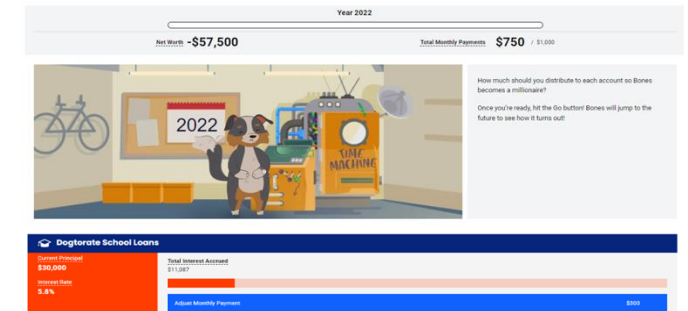 Year 2022
Net Worth -$57,500
Total Monthly Payments $750 / $1,000
How much should you distribute to each account so Bones
becomes a millionaire?
Once you're ready, hit the Go button! Bones will jump to the
future to see how it turns out!
2022
TIME
MACHINE
Dogtorate School Loans
Current Principal
$30,000
Interest Rate
5.8%
Total Interest Accrued
$11,087
Adjust Monthly Payment
$300